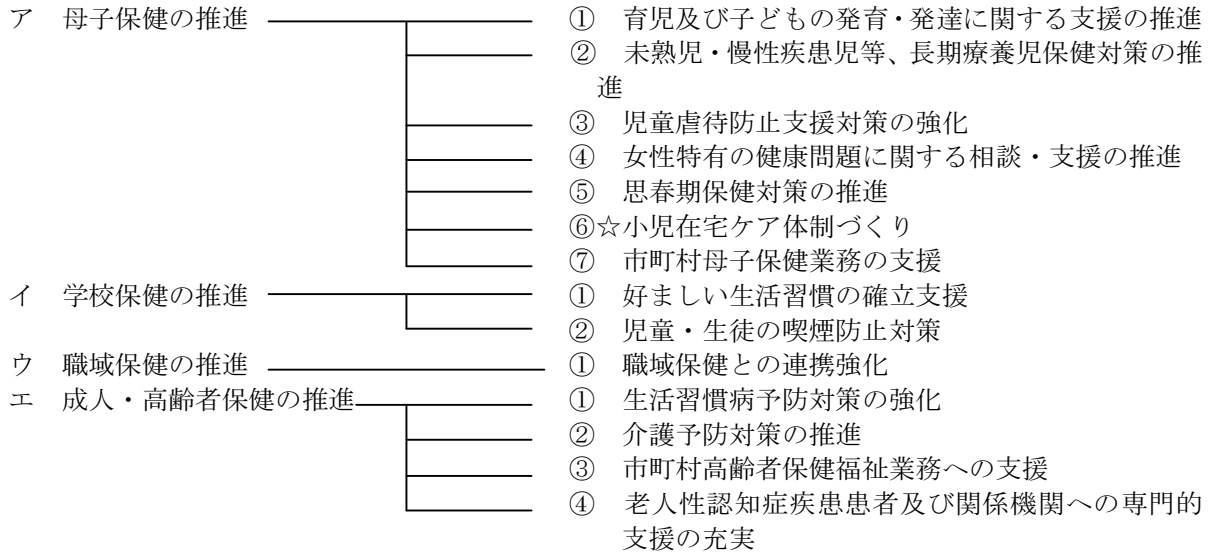 ア 母子保健の推進 ① 育児及び子どもの発育・発達に関する支援の推進
② 未熟児・慢性疾患児等、長期療養児保健対策の推
進
③ 児童虐待防止支援対策の強化
④ 女性特有の健康問題に関する相談・支援の推進
⑤ 思春期保健対策の推進
⑥☆小児在宅ケア体制づくり
⑦ 市町村母子保健業務の支援
イ 学校保健の推進 ① 好ましい生活習慣の確立支援
② 児童・生徒の喫煙防止対策
ウ 職域保健の推進 ① 職域保健との連携強化
エ 成人・高齢者保健の推進 ① 生活習慣病予防対策の強化
② 介護予防対策の推進
③ 市町村高齢者保健福祉業務への支援
④ 老人性認知症疾患患者及び関係機関への専門的
支援の充実